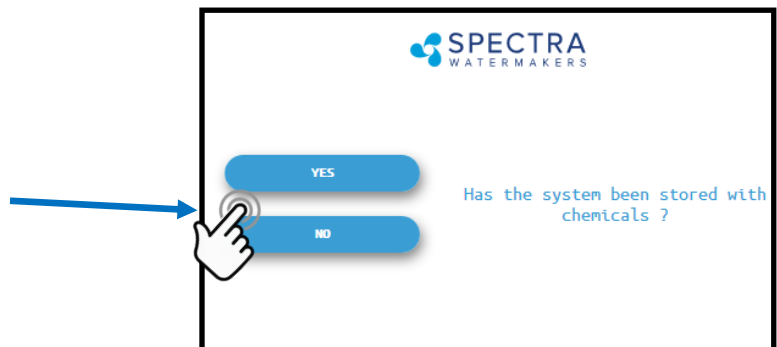 SPECTRA
WATERMAKERS
YES
Has the system been stored with
chemicals ?
NO